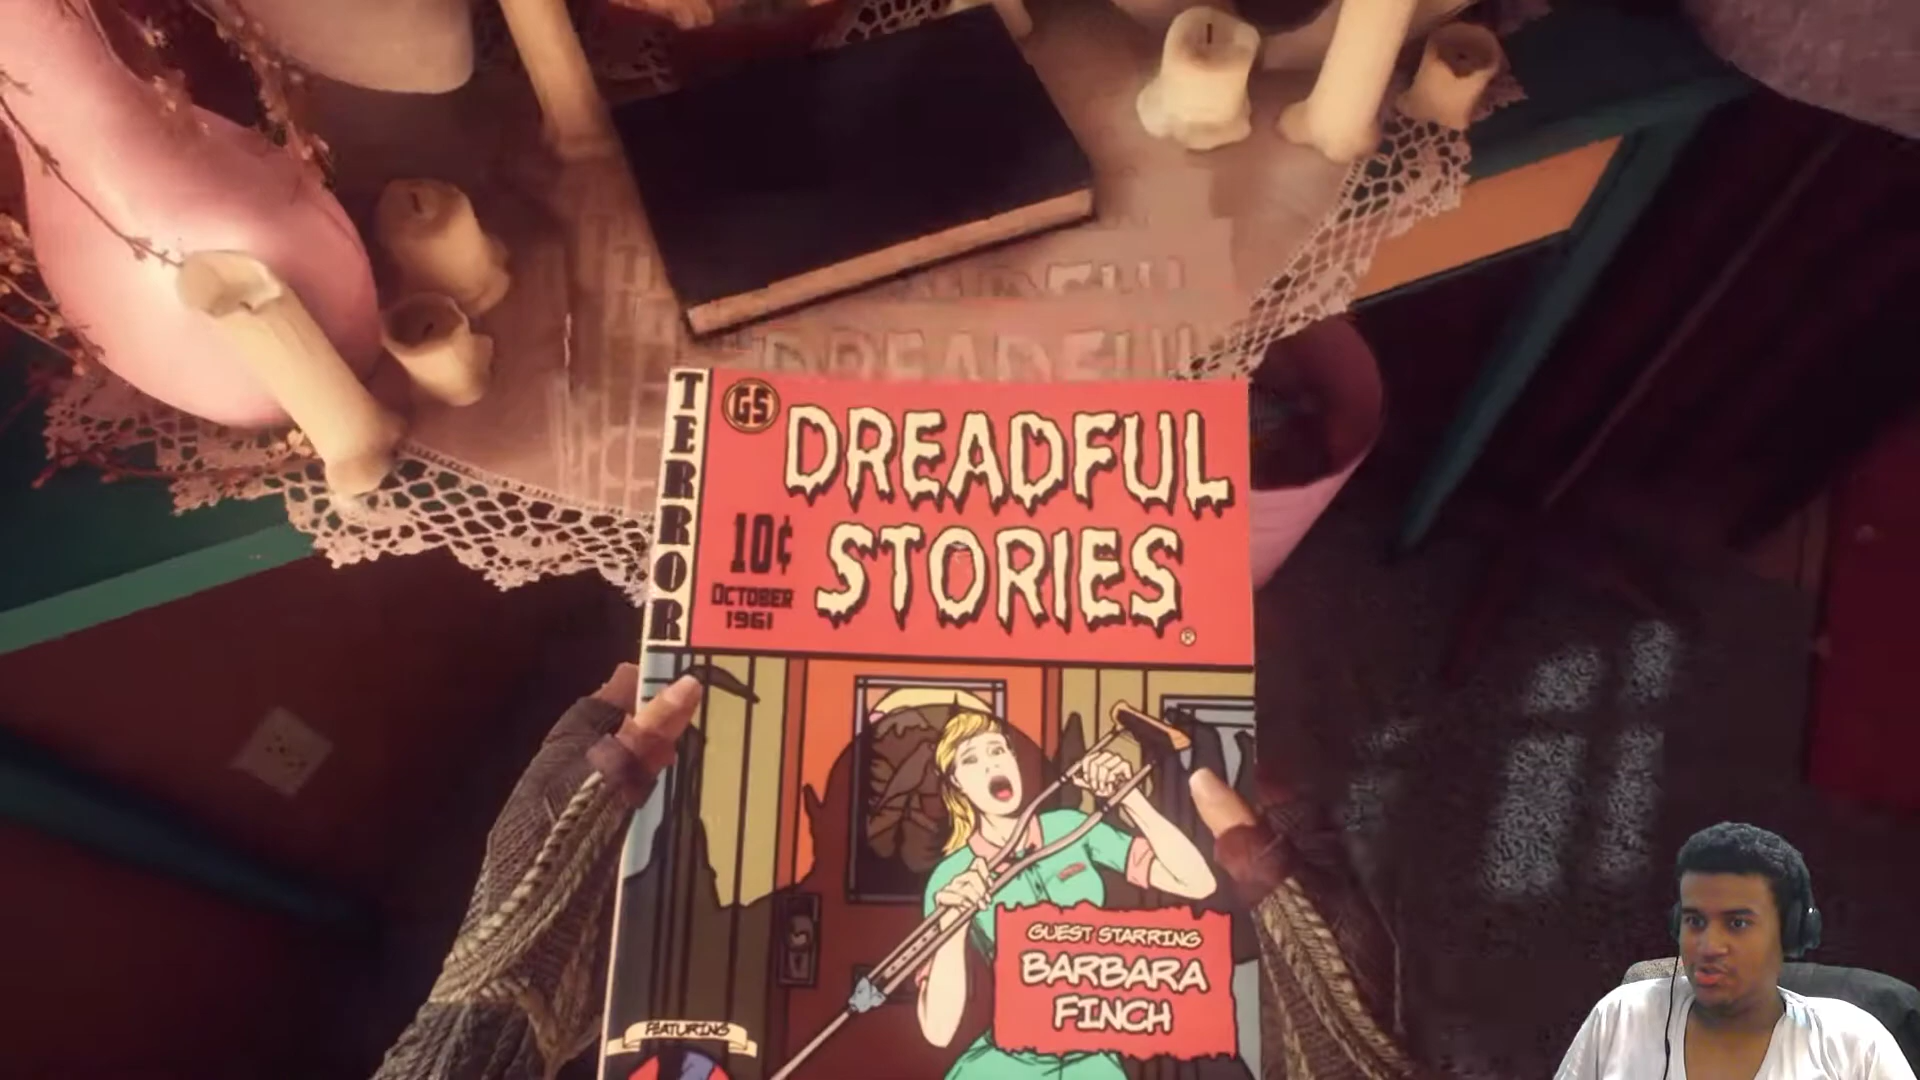 TERROR
GS
DREADFUL
STORIES
®
10¢
OCTOBER
1961
GUEST STARRING
BARBARA
FINCH
FEATURING